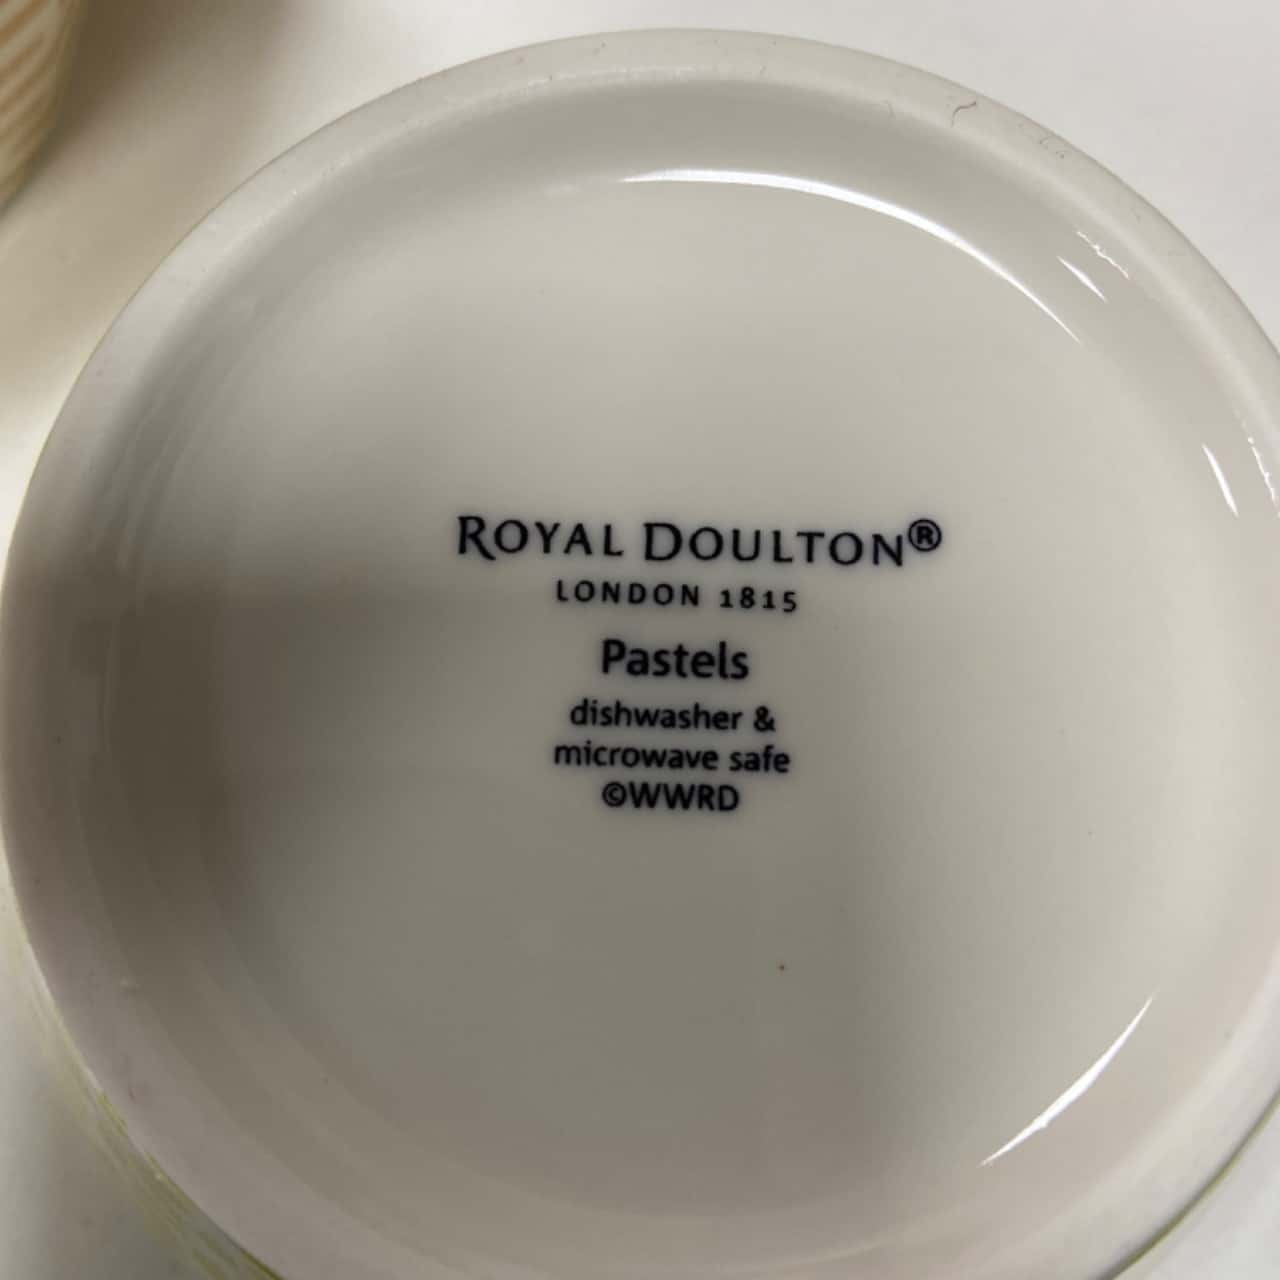 ROYAL DOULTON®
LONDON 1815
Pastels
dishwasher &
microwave safe
©WWRD